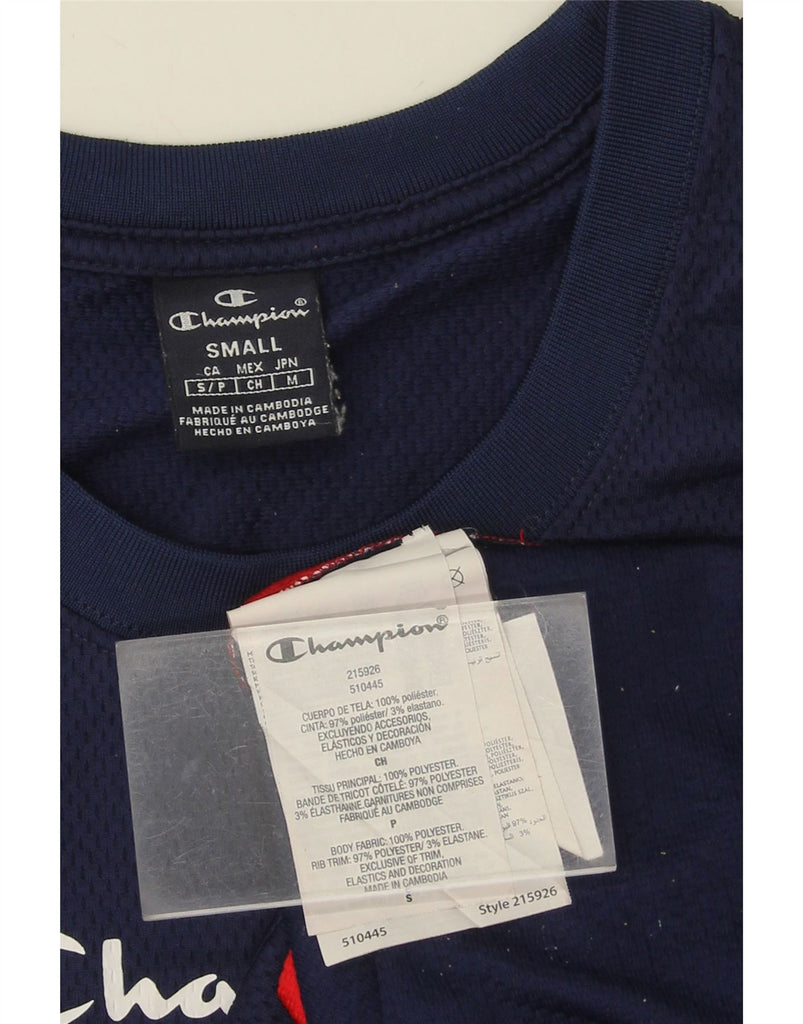 Champion®
SMALL
CA MEX JPN
S/P CH M
MADE IN CAMBODIA
FABRIQUÉ AU CAMBODGE
HECHO EN CAMBOYA
Champion®
215926
510445
CUERPO DE TELA: 100% poliéster.
CINTA: 97% poliéster/ 3% elastano.
EXCLUYENDO ACCESORIOS,
ELÁSTICOS Y DECORACIÓN
HECHO EN CAMBOYA
CH
TISSU PRINCIPAL: 100% POLYESTER.
BANDE DE TRICOT CÔTELÉ: 97% POLYESTER
3% ÉLASTHANNE.GARNITURES NON COMPRISES
FABRIQUÉ AU CAMBODGE
P
BODY FABRIC: 100% POLYESTER.
RIB TRIM: 97% POLYESTER/ 3% ELASTANE.
EXCLUSIVE OF TRIM,
ELASTICS AND DECORATION
MADE IN CAMBODIA
S
510445 Style 215926
Cha